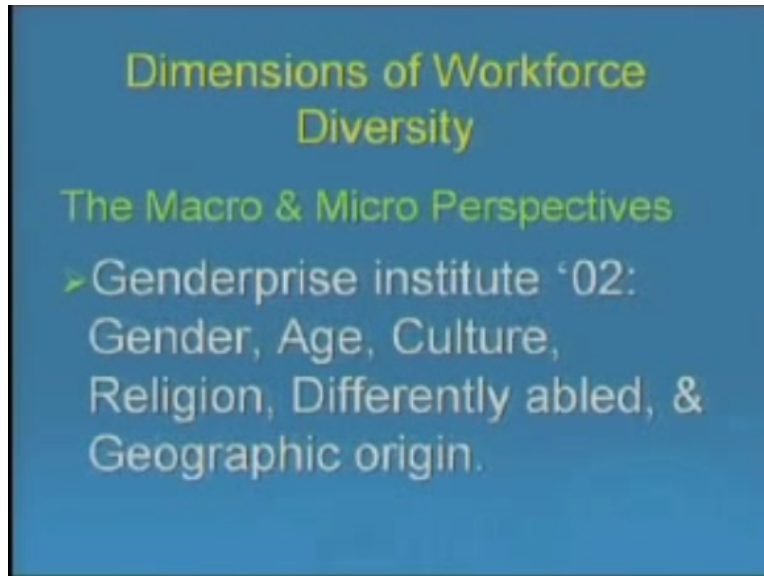 Dimensions of Workforce
Diversity
The Macro & Micro Perspectives
➢Genderprise institute ‘02:
Gender, Age, Culture,
Religion, Differently abled, &
Geographic origin.